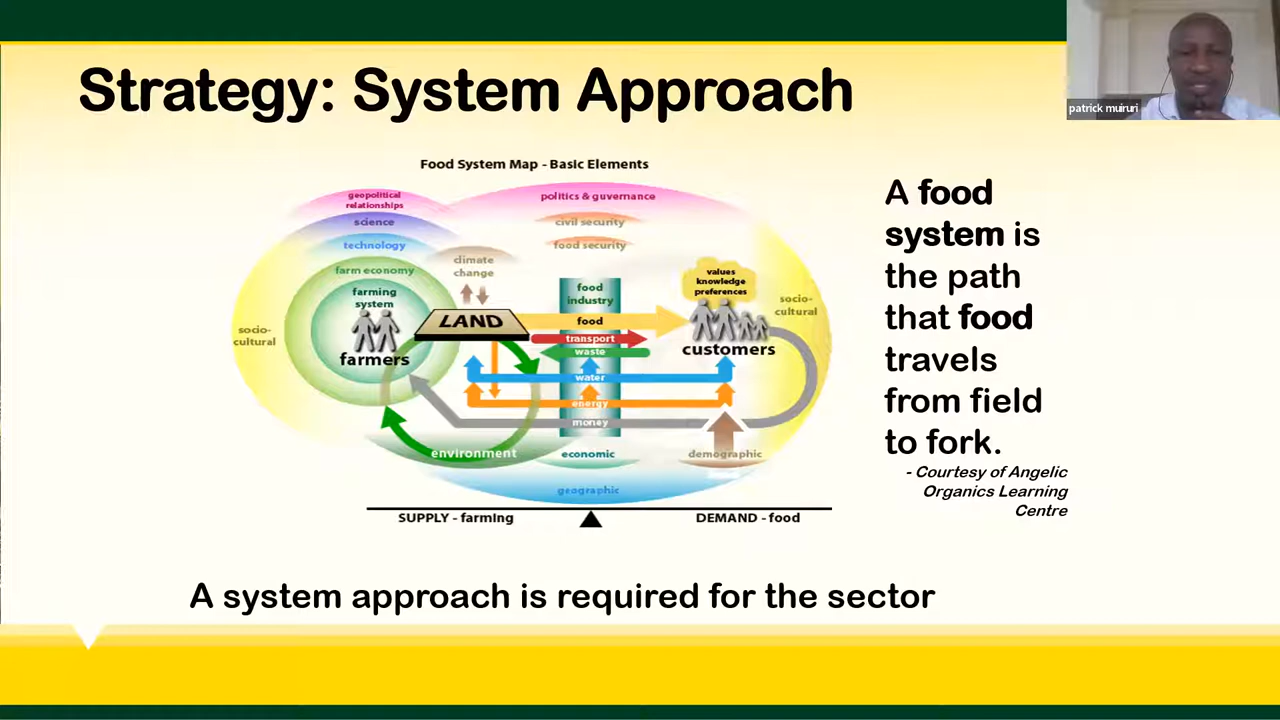 Strategy: System Approach
patrick muiruri
Food System Map - Basic Elements
geopolitical
relationships
science
technology
farm economy
farming
system
farmers
socio-
cultural
climate
change
LAND
politics & guvernance
civil security
food security
food
industry
food
transport
waste
water
energy
money
values
knowledge
preferences
customers
socio-
cultural
environment
economic
demographic
geographic
SUPPLY - farming
DEMAND - food
A food
system is
the path
that food
travels
from field
to fork.
- Courtesy of Angelic
Organics Learning
Centre
A system approach is required for the sector